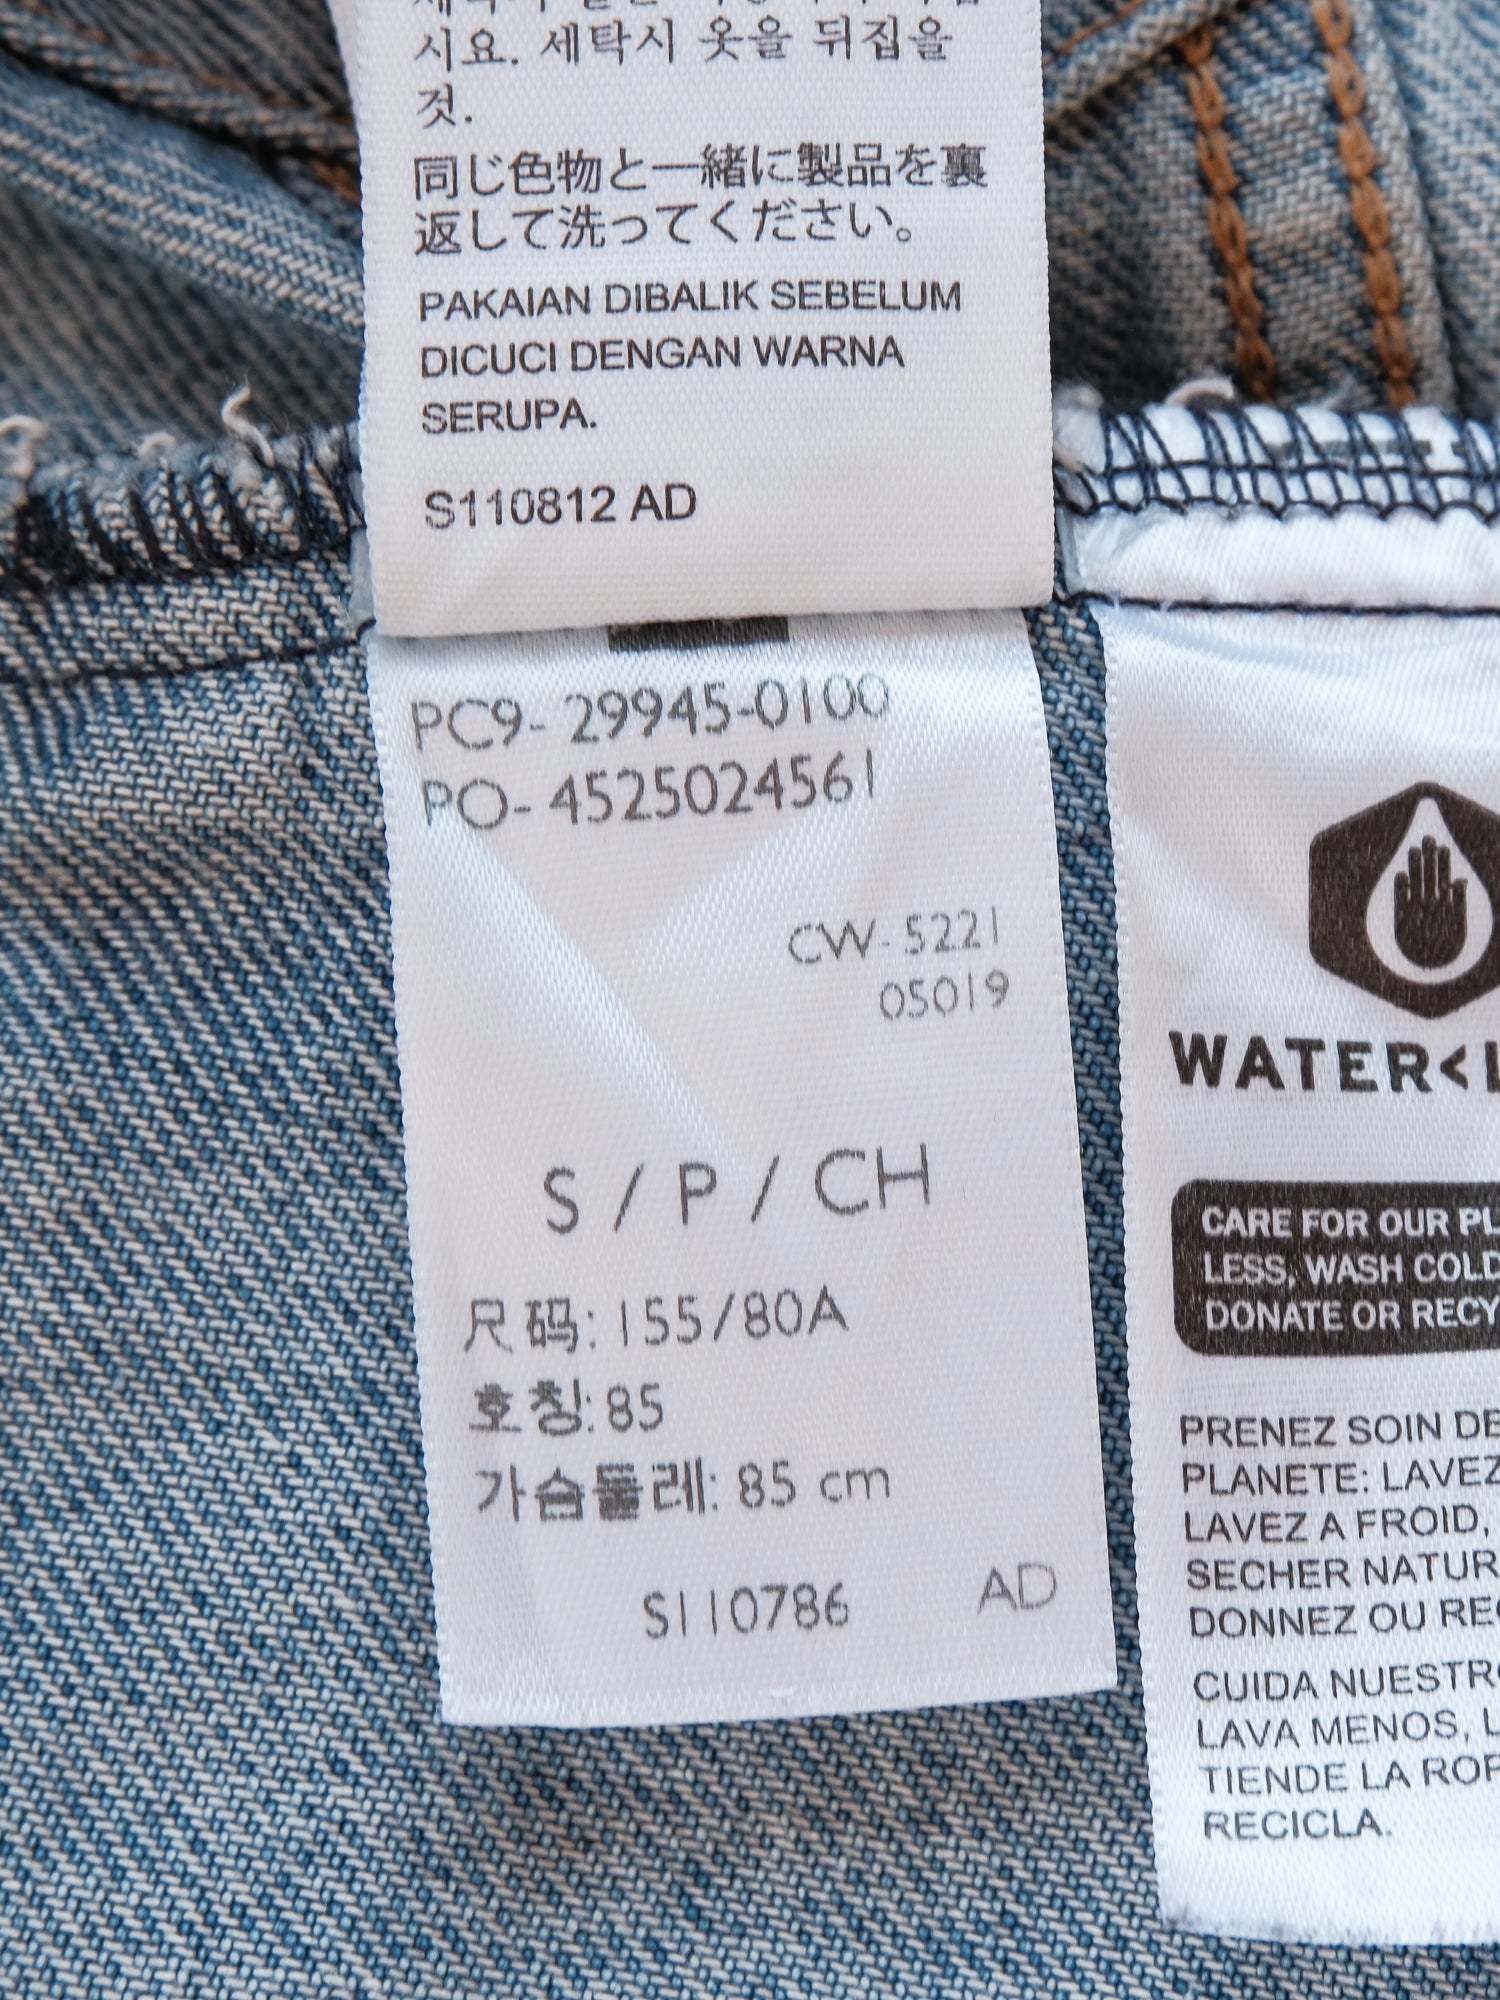 시요. 세탁시 옷을 뒤집을
것.
同じ色物と一緒に製品を裏
返して洗ってください。
PAKAIAN DIBALIK SEBELUM
DICUCI DENGAN WARNA
SERUPA.
S110812 AD
PC9- 29945-0100
PO- 4525024561
CW- 5221
05019
S / P / CH
尺码: 155/80A
호칭: 85
가슴둘레: 85 cm
S110786 AD
WATER<L
CARE FOR OUR PL
LESS, WASH COLD
DONATE OR RECY
PRENEZ SOIN DE
PLANETE: LAVEZ
LAVEZ A FROID,
SECHER NATUR
DONNEZ OU REC
CUIDA NUESTRO
LAVA MENOS, L
TIENDE LA ROP
RECICLA.